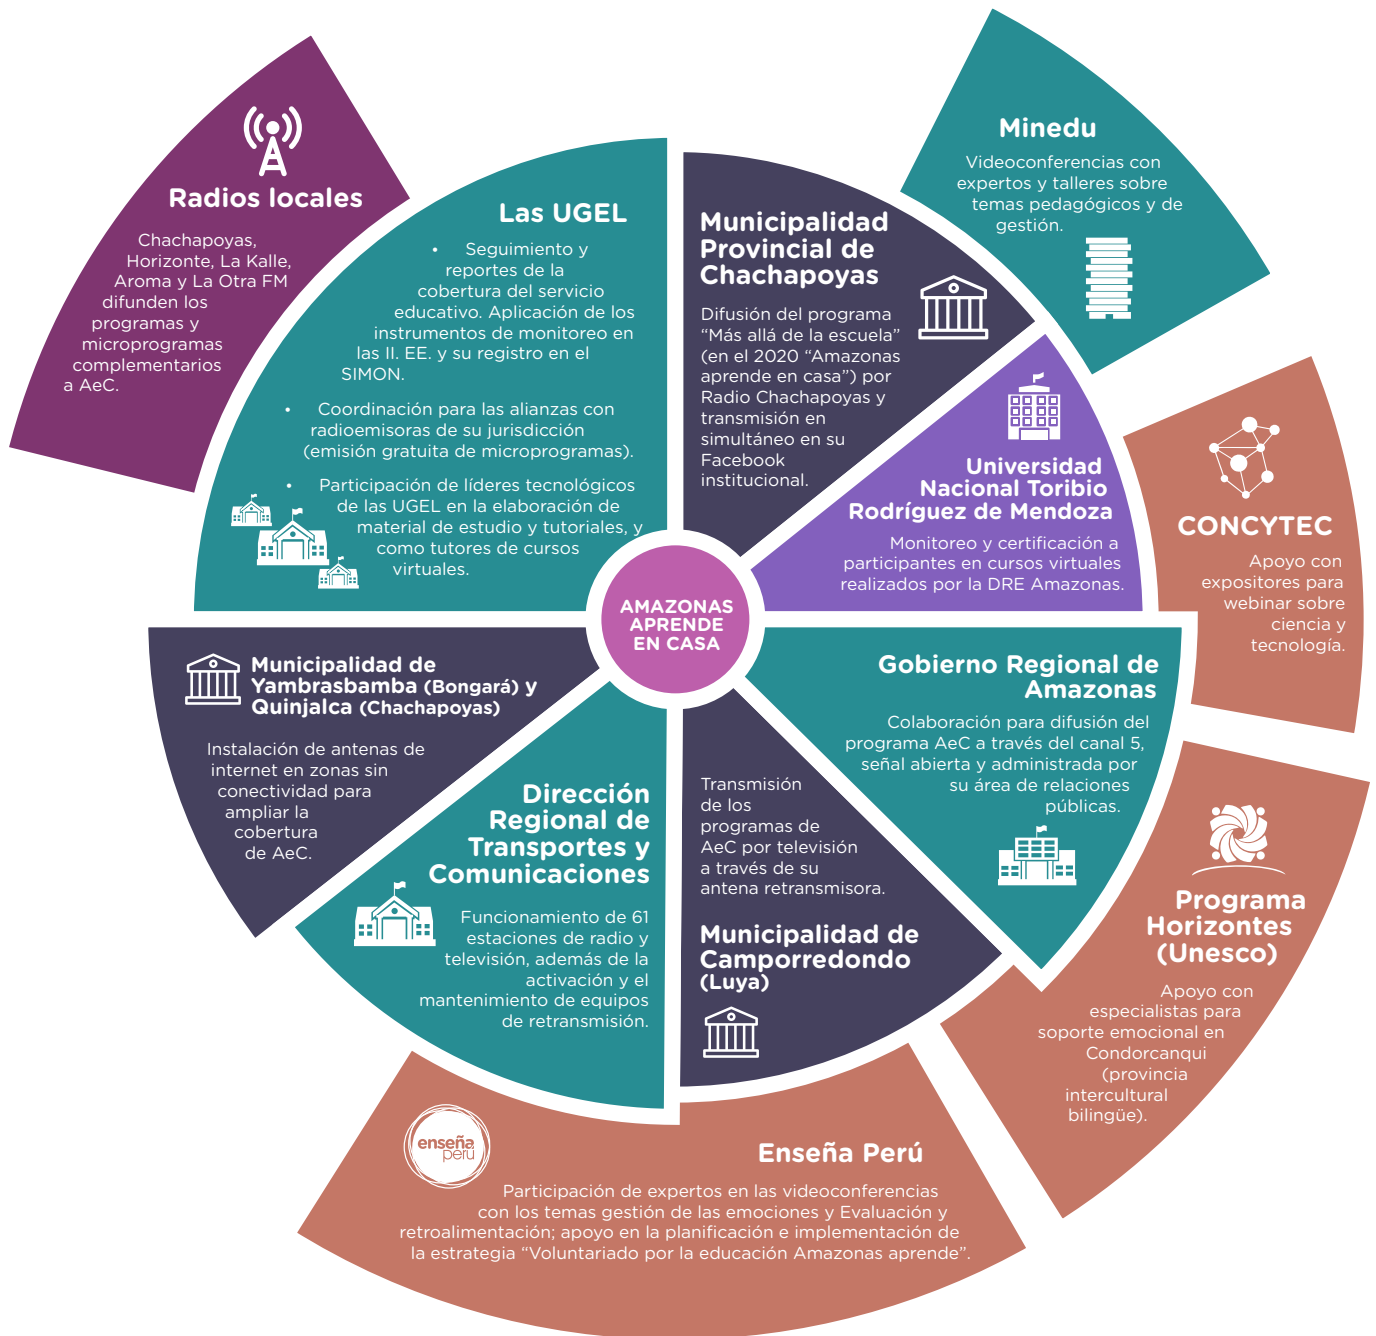 Radios locales
Chachapoyas,
Horizonte, La Kalle,
Aroma y La Otra FM
difunden los
programas y
microprogramas
complementarios
a AeC.
Las UGEL
• Seguimiento y
reportes de la
cobertura del servicio
educativo. Aplicación de los
instrumentos de monitoreo en
las II. EE. y su registro en el
SIMON.
• Coordinación para las alianzas con
radioemisoras de su jurisdicción
(emisión gratuita de microprogramas).
• Participación de líderes tecnológicos
de las UGEL en la elaboración de
material de estudio y tutoriales, y
como tutores de cursos
virtuales.
Municipalidad
Provincial de
Chachapoyas
Difusión del programa
“Más allá de la escuela”
(en el 2020 “Amazonas
aprende en casa”) por
Radio Chachapoyas y
transmisión en
simultáneo en su
Facebook
institucional.
Minedu
Videoconferencias con
expertos y talleres sobre
temas pedagógicos y de
gestión.
Universidad
Nacional Toribio
Rodríguez de Mendoza
Monitoreo y certificación a
participantes en cursos virtuales
realizados por la DRE Amazonas.
CONCYTEC
Apoyo con
expositores para
webinar sobre
ciencia y
tecnología.
AMAZONAS
APRENDE
EN CASA
Municipalidad de
Yambrasbamba (Bongará) y
Quinjalca (Chachapoyas)
Instalación de antenas de
internet en zonas sin
conectividad para
ampliar la
cobertura
de AeC.
Dirección
Regional de
Transportes y
Comunicaciones
Funcionamiento de 61
estaciones de radio y
televisión, además de la
activación y el
mantenimiento de equipos
de retransmisión.
Transmisión
de los
programas de
AeC por televisión
a través de su
antena retransmisora.
Municipalidad de
Camporredondo
(Luya)
Gobierno Regional de
Amazonas
Colaboración para difusión del
programa AeC a través del canal 5,
señal abierta y administrada por
su área de relaciones
públicas.
Programa
Horizontes
(Unesco)
Apoyo con
especialistas para
soporte emocional en
Condorcanqui
(provincia
intercultural
bilingüe).
enseña
perú
Enseña Perú
Participación de expertos en las videoconferencias
con los temas gestión de las emociones y Evaluación y
retroalimentación; apoyo en la planificación e implementación de
la estrategia “Voluntariado por la educación Amazonas aprende”.